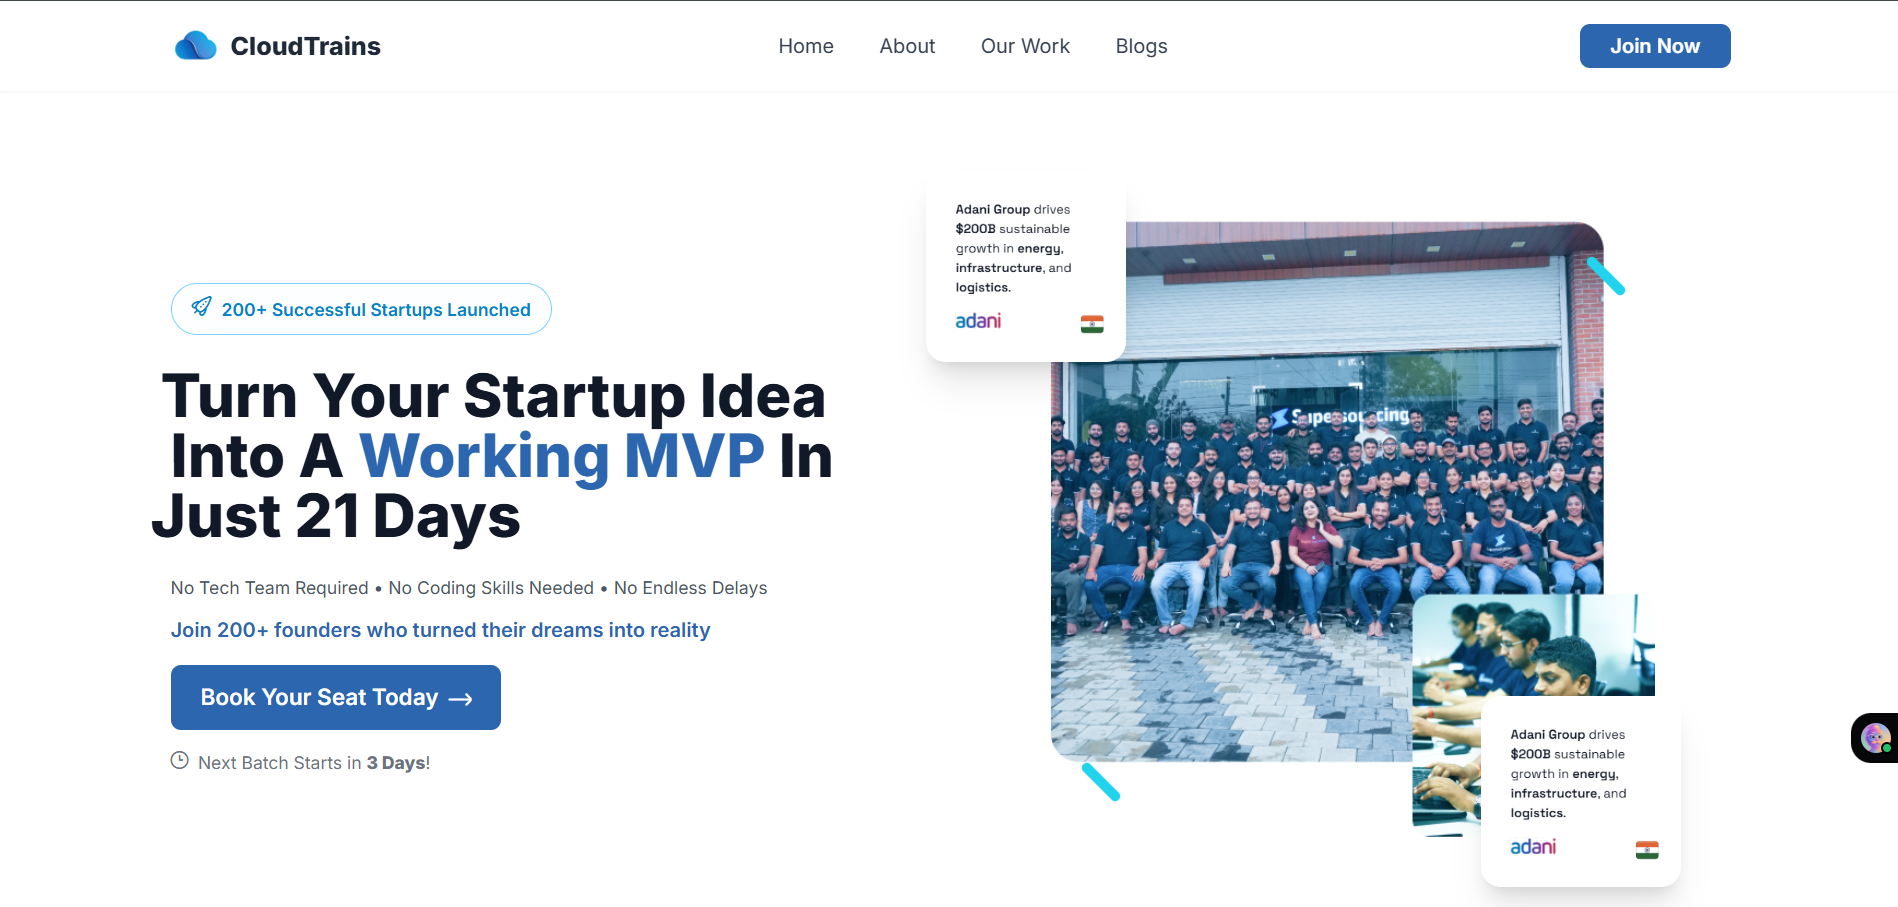 CloudTrains
Home
About
Our Work
Blogs
Join Now
200+ Successful Startups Launched
Turn Your Startup Idea
Into A Working MVP In
Just 21 Days
No Tech Team Required • No Coding Skills Needed • No Endless Delays
Join 200+ founders who turned their dreams into reality
Book Your Seat Today →
Next Batch Starts in 3 Days!
Adani Group drives
$200B sustainable
growth in energy,
infrastructure, and
logistics.
adani
Supersourcing
Adani Group drives
$200B sustainable
growth in energy,
infrastructure, and
logistics.
adani